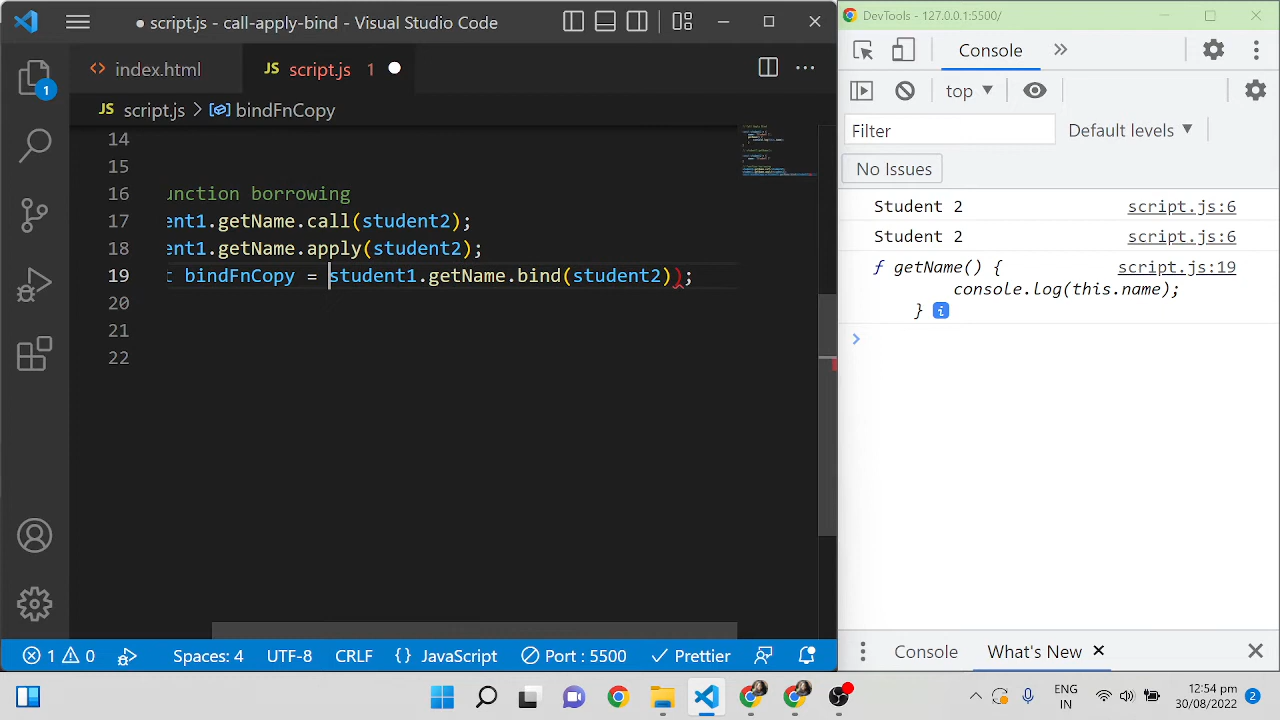 ● script.js - call-apply-bind - Visual Studio Code
index.html
JS script.js 1 ●
JS script.js > bindFnCopy
14
15
16 unction borrowing
17 ent1.getName.call(student2);
18 ent1.getName.apply(student2);
19 t bindFnCopy = student1.getName.bind(student2));
20
21
22
1
1 0 Spaces: 4 UTF-8 CRLF {} JavaScript Port : 5500 Prettier
DevTools - 127.0.0.1:5500/
Console
top
Filter Default levels
No Issues
Student 2 script.js:6
Student 2 script.js:6
ƒ getName() { script.js:19
console.log(this.name);
} i
Console What's New
ENG
IN
12:54 pm
30/08/2022
2